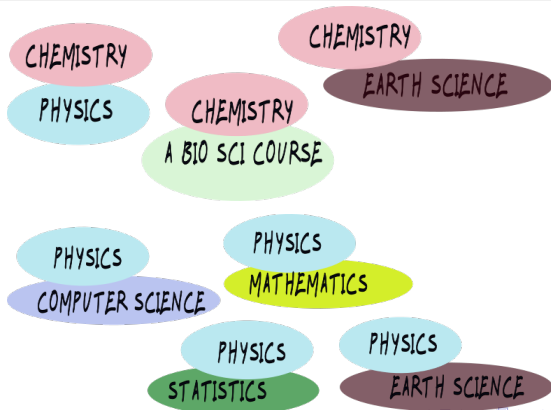 CHEMISTRY
PHYSICS
CHEMISTRY
A BIO SCI COURSE
CHEMISTRY
EARTH SCIENCE
PHYSICS
COMPUTER SCIENCE
PHYSICS
MATHEMATICS
PHYSICS
STATISTICS
PHYSICS
EARTH SCIENCE